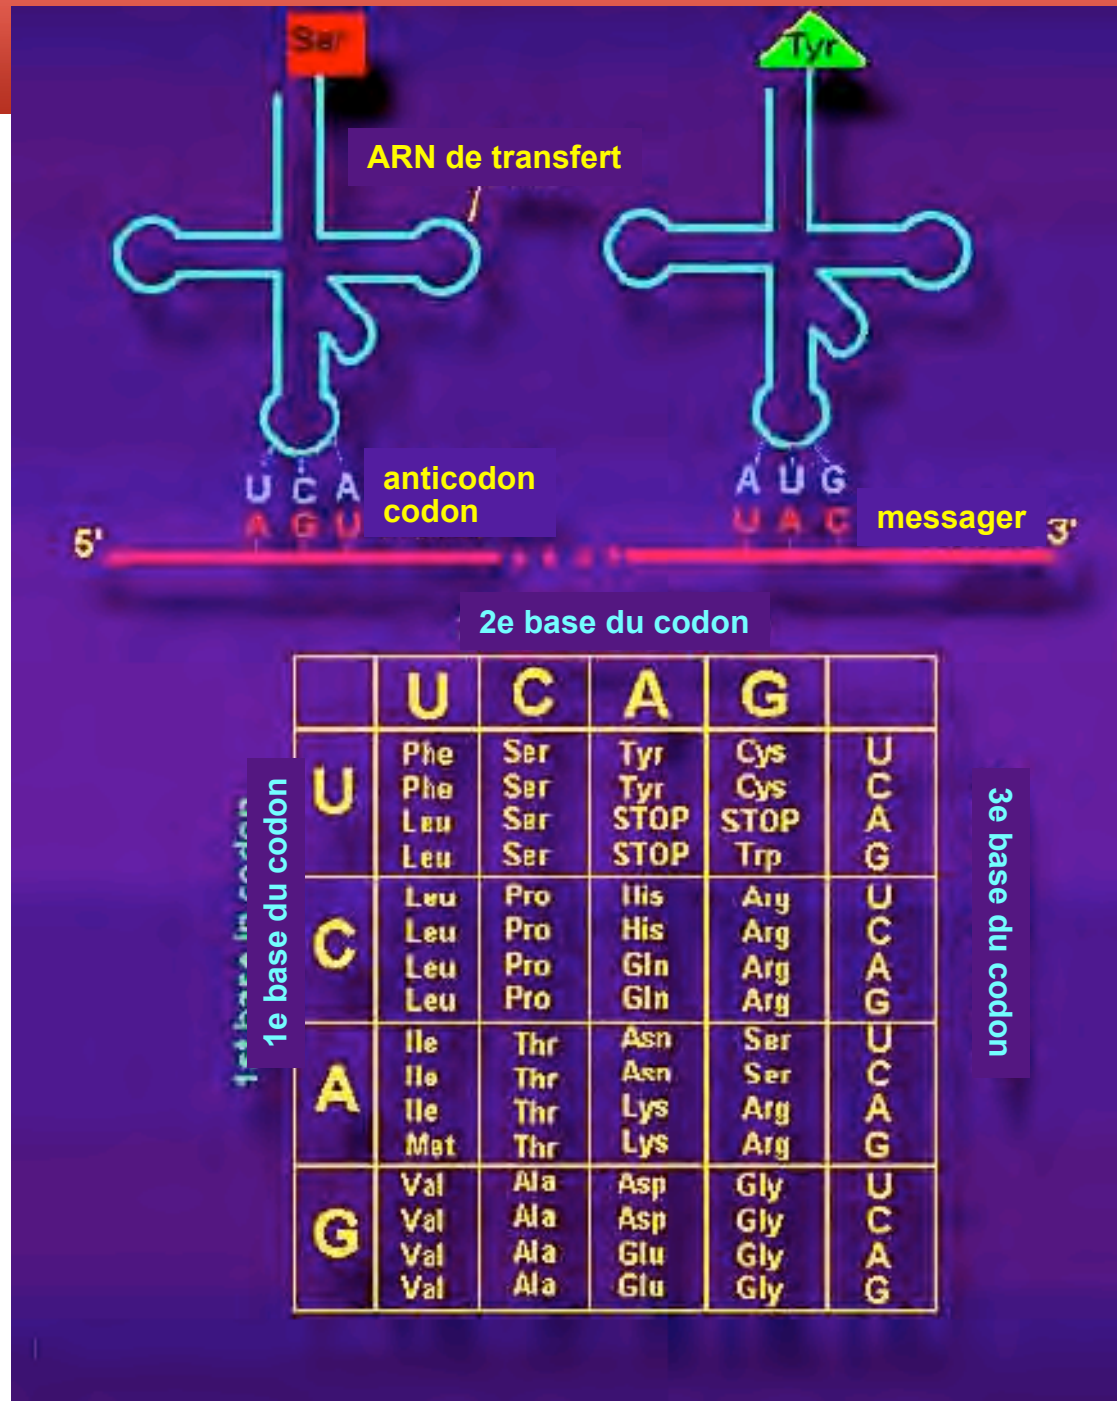 Ser
Tyr
ARN de transfert
U C A
anticodon
A U G
A G U
codon
U A C
messager
5'
3'
2e base du codon
U C A G
1e base du codon
3e base du codon
U
Phe Ser Tyr Cys U
Phe Ser Tyr Cys C
Leu Ser STOP STOP A
Leu Ser STOP Trp G
C
Leu Pro His Arg U
Leu Pro His Arg C
Leu Pro Gln Arg A
Leu Pro Gln Arg G
A
Ile Thr Asn Ser U
Ile Thr Asn Ser C
Ile Thr Lys Arg A
Met Thr Lys Arg G
G
Val Ala Asp Gly U
Val Ala Asp Gly C
Val Ala Glu Gly A
Val Ala Glu Gly G